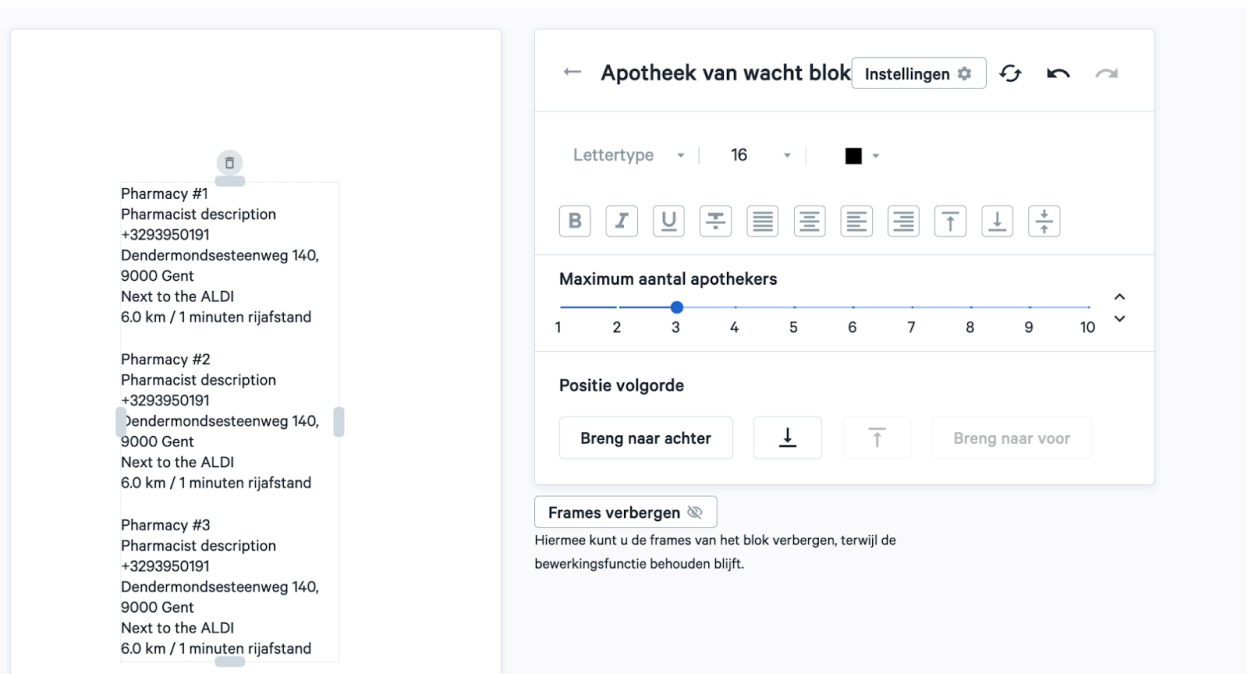 Pharmacy #1
Pharmacist description
+3293950191
Dendermondsesteenweg 140,
9000 Gent
Next to the ALDI
6.0 km / 1 minuten rijafstand
Pharmacy #2
Pharmacist description
+3293950191
Dendermondsesteenweg 140,
9000 Gent
Next to the ALDI
6.0 km / 1 minuten rijafstand
Pharmacy #3
Pharmacist description
+3293950191
Dendermondsesteenweg 140,
9000 Gent
Next to the ALDI
6.0 km / 1 minuten rijafstand
Apotheek van wacht blok Instellingen
Lettertype 16
B I U
Maximum aantal apothekers
1 2 3 4 5 6 7 8 9 10
Positie volgorde
Breng naar achter Breng naar voor
Frames verbergen
Hiermee kunt u de frames van het blok verbergen, terwijl de
bewerkingsfunctie behouden blijft.